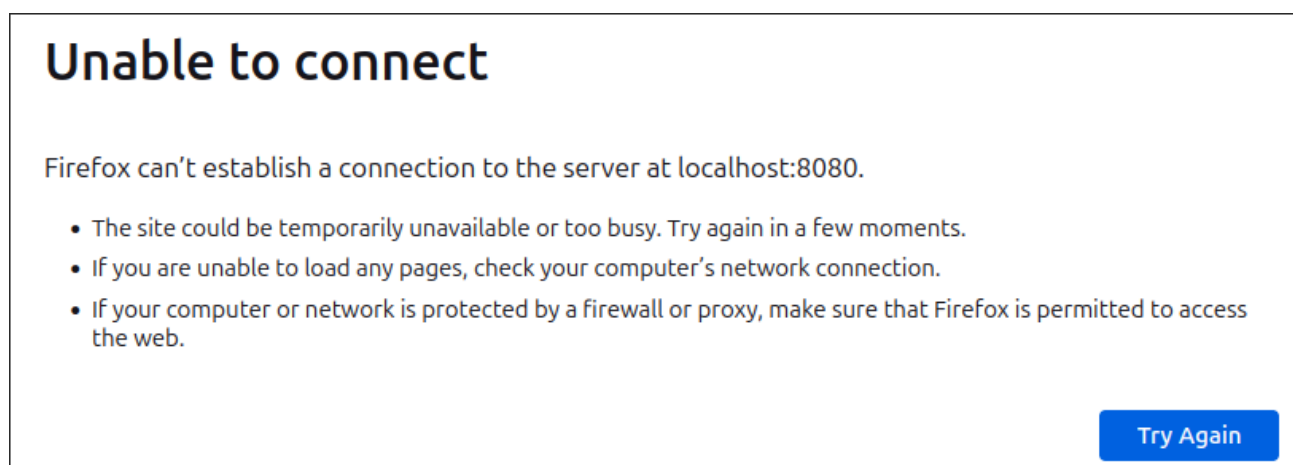 Unable to connect
Firefox can’t establish a connection to the server at localhost:8080.
• The site could be temporarily unavailable or too busy. Try again in a few moments.
• If you are unable to load any pages, check your computer’s network connection.
• If your computer or network is protected by a firewall or proxy, make sure that Firefox is permitted to access
the web.
Try Again